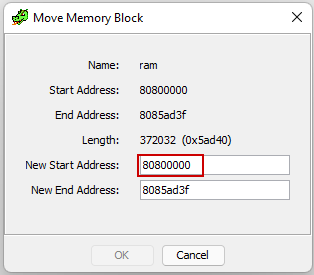 Move Memory Block
Name: ram
Start Address: 80800000
End Address: 8085ad3f
Length: 372032 (0x5ad40)
New Start Address: 80800000
New End Address: 8085ad3f
OK Cancel